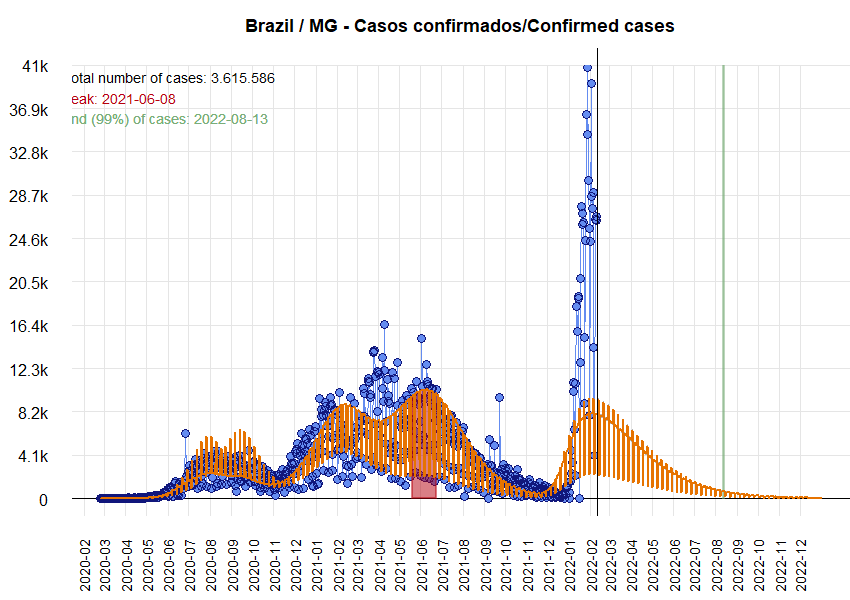 Brazil / MG - Casos confirmados/Confirmed cases
41k
otal number of cases: 3.615.586
eak: 2021-06-08
36.9k
nd (99%) of cases: 2022-08-13
32.8k
28.7k
24.6k
20.5k
16.4k
12.3k
8.2k
4.1k
0
2020-02
2020-03
2020-04
2020-05
2020-06
2020-07
2020-08
2020-09
2020-10
2020-11
2020-12
2021-01
2021-02
2021-03
2021-04
2021-05
2021-06
2021-07
2021-08
2021-09
2021-10
2021-11
2021-12
2022-01
2022-02
2022-03
2022-04
2022-05
2022-06
2022-07
2022-08
2022-09
2022-10
2022-11
2022-12